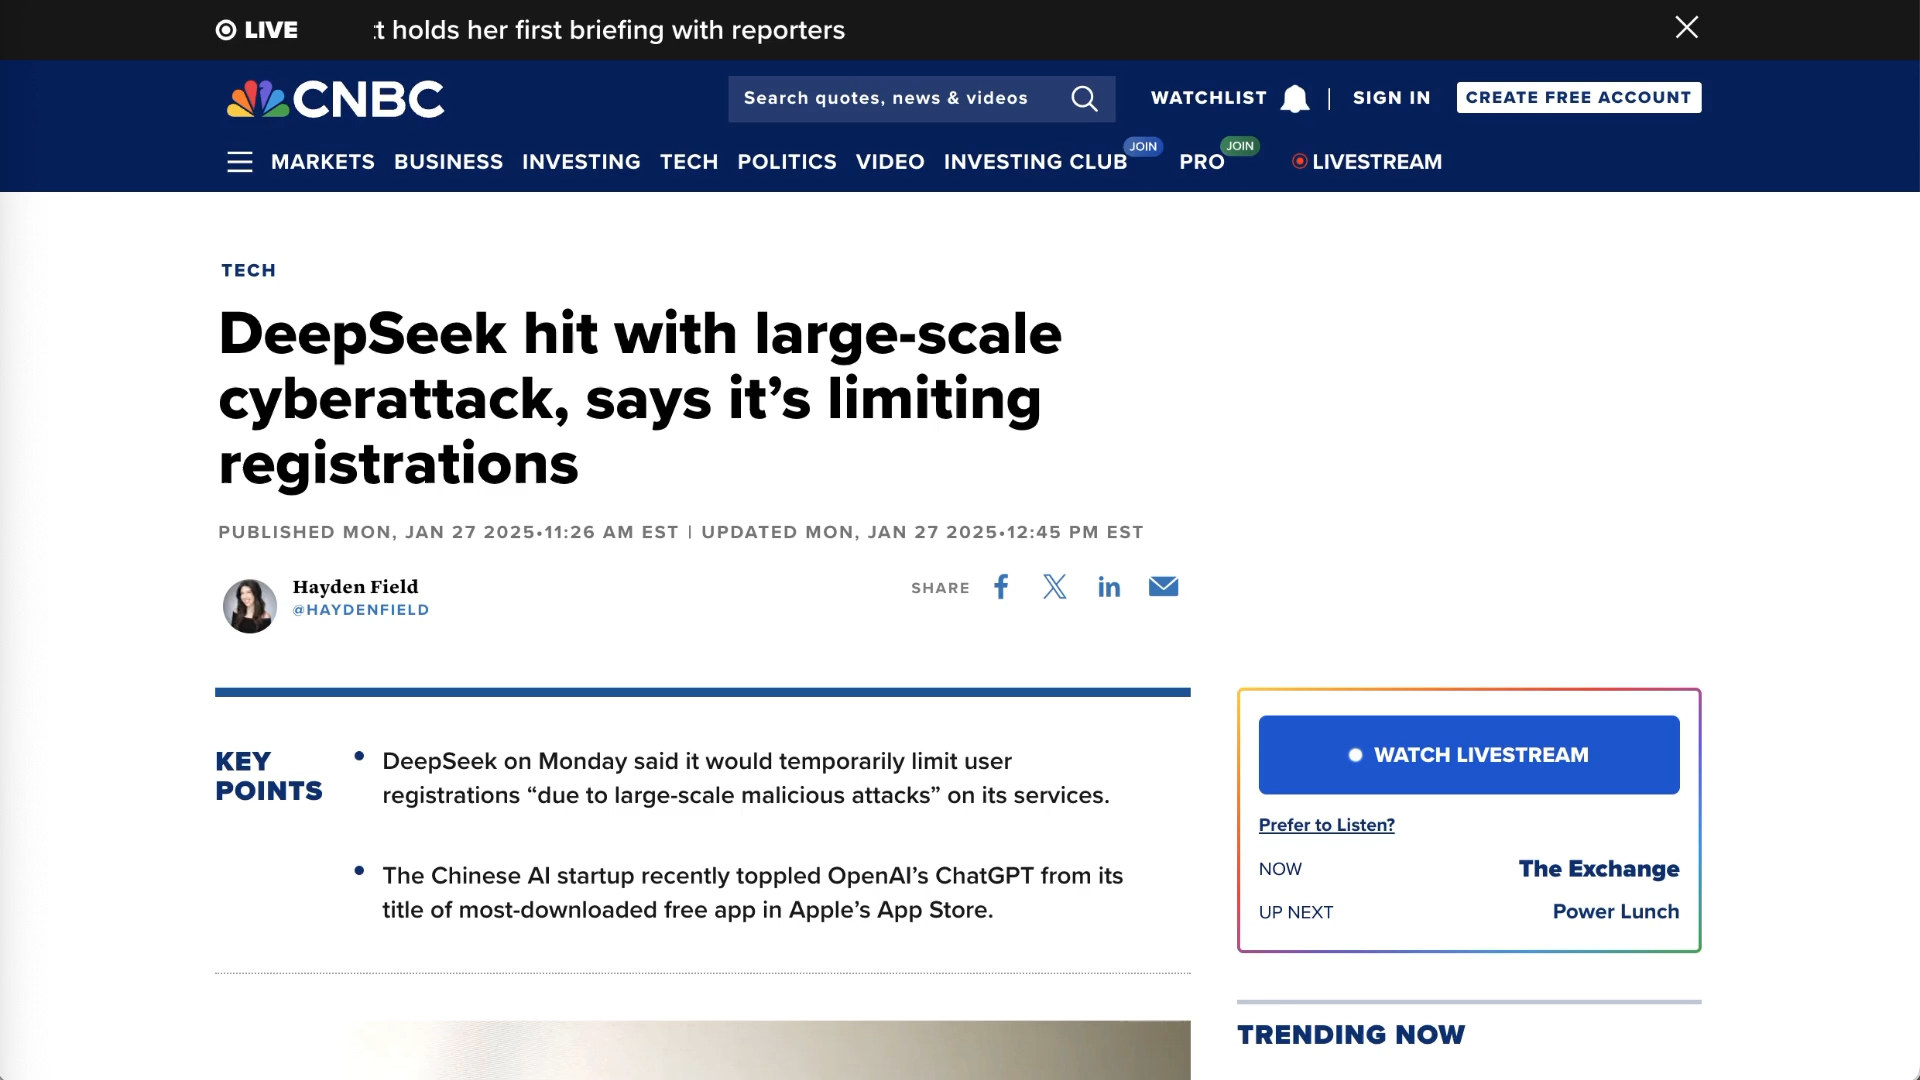 LIVE
t holds her first briefing with reporters
CNBC
Search quotes, news & videos
WATCHLIST
SIGN IN
CREATE FREE ACCOUNT
MARKETS BUSINESS INVESTING TECH POLITICS VIDEO INVESTING CLUB JOIN PRO JOIN LIVESTREAM
TECH
DeepSeek hit with large-scale
cyberattack, says it’s limiting
registrations
PUBLISHED MON, JAN 27 2025•11:26 AM EST | UPDATED MON, JAN 27 2025•12:45 PM EST
Hayden Field
@HAYDENFIELD
SHARE
KEY
POINTS
• DeepSeek on Monday said it would temporarily limit user
registrations “due to large-scale malicious attacks” on its services.
• The Chinese AI startup recently toppled OpenAI’s ChatGPT from its
title of most-downloaded free app in Apple’s App Store.
WATCH LIVESTREAM
Prefer to Listen?
NOW The Exchange
UP NEXT Power Lunch
TRENDING NOW